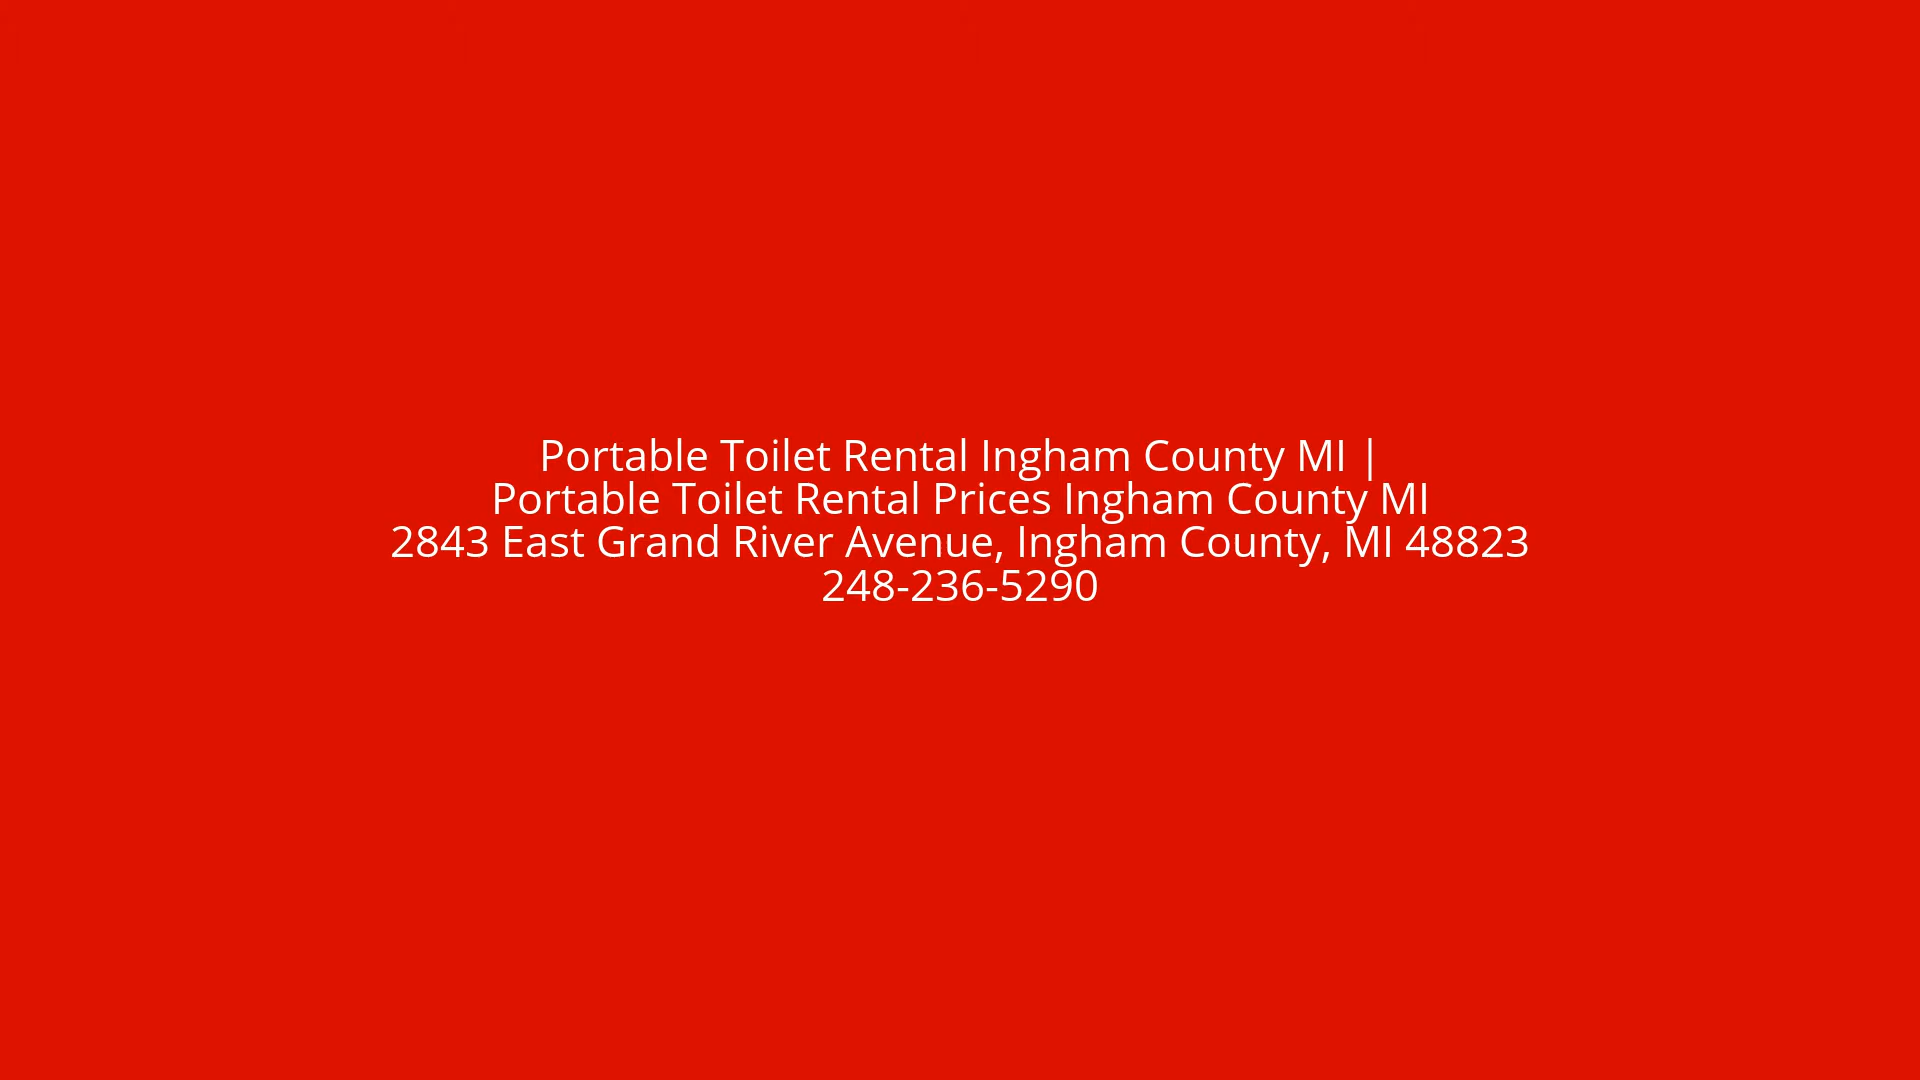 Portable Toilet Rental Ingham County MI |
Portable Toilet Rental Prices Ingham County MI
2843 East Grand River Avenue, Ingham County, MI 48823
248-236-5290